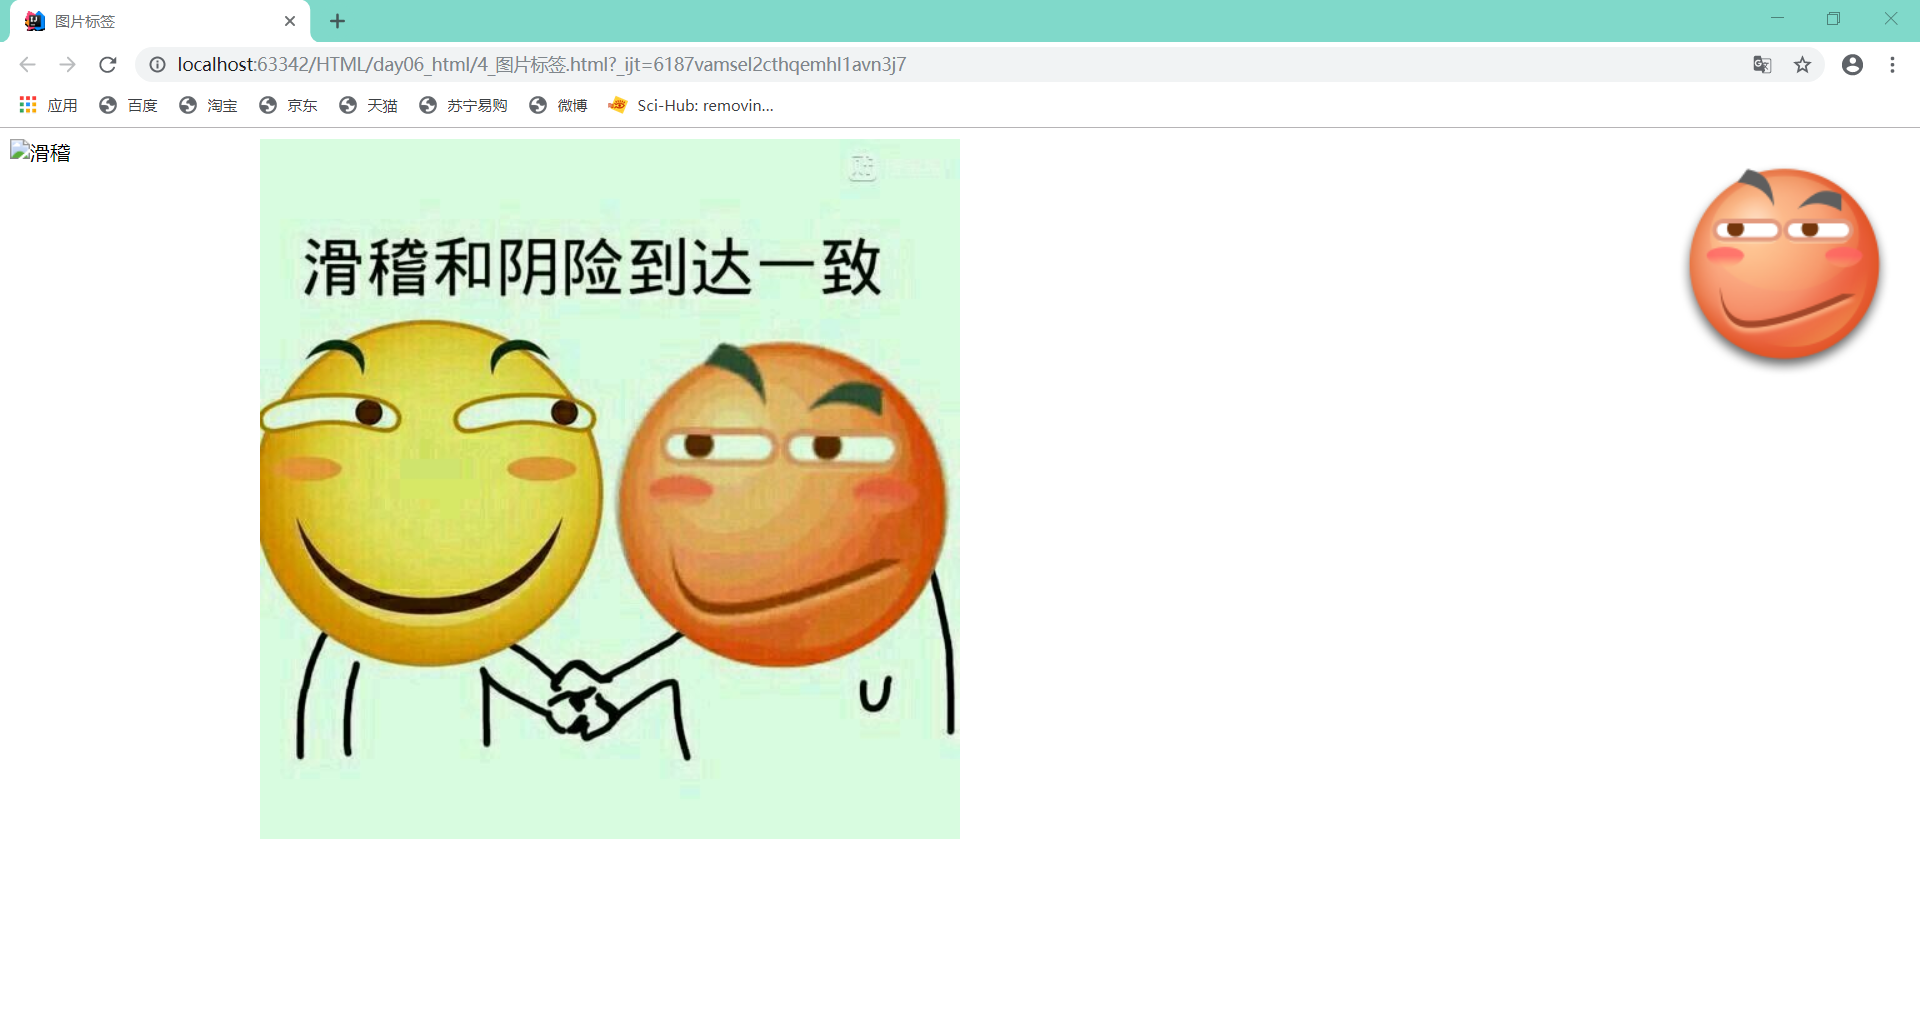 图片标签
localhost:63342/HTML/day06_html/4_图片标签.html?_ijt=6187vamsel2cthqemhl1avn3j7
应用 百度 淘宝 京东 天猫 苏宁易购 微博 Sci-Hub: removin...
滑稽
滑稽和阴险到达一致